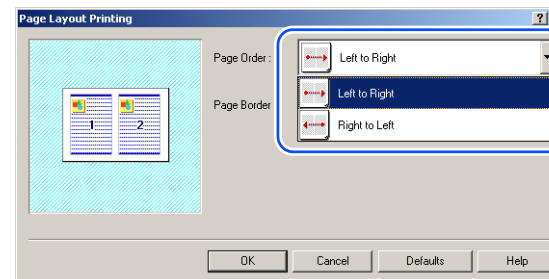 Page Layout Printing
?
Page Order :
Left to Right
Left to Right
Page Border
Right to Left
1 2
OK Cancel Defaults Help